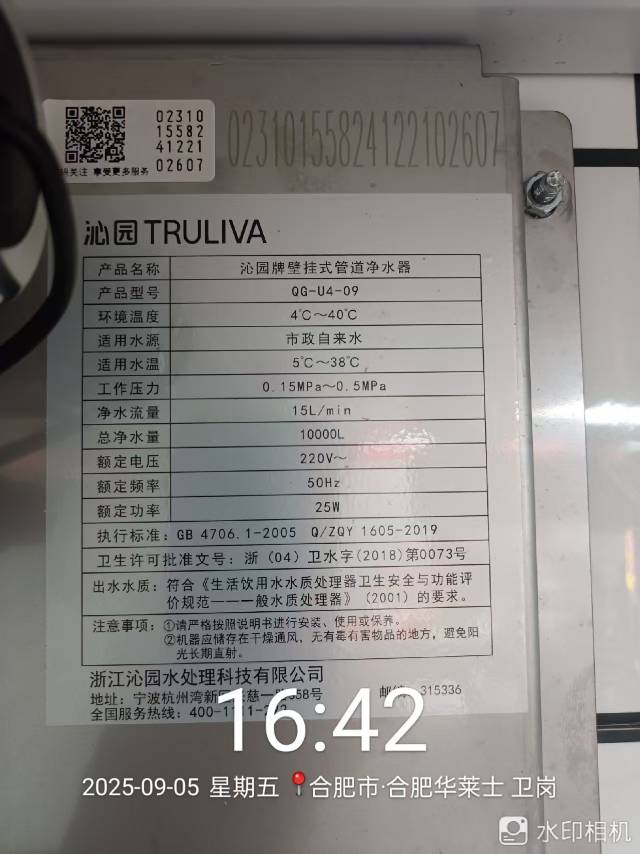 02310
15582
41221
02607
码关注 享受更多服务
02310155824122102607
沁园 TRULIVA
产品名称 沁园牌壁挂式管道净水器
产品型号 QG-U4-09
环境温度 4℃～40℃
适用水源 市政自来水
适用水温 5℃～38℃
工作压力 0.15MPa～0.5MPa
净水流量 15L/min
总净水量 10000L
额定电压 220V～
额定频率 50Hz
额定功率 25W
执行标准: GB 4706.1-2005 Q/ZQY 1605-2019
卫生许可批准文号: 浙（04）卫水字(2018)第0073号
出水水质: 符合《生活饮用水水质处理器卫生安全与功能评
价规范——一般水质处理器》(2001) 的要求。
注意事项: ①请严格按照说明书进行安装、使用或保养。
②机器应储存在干燥通风，无有毒有害物品的地方，避免阳
光长期直射。
浙江沁园水处理科技有限公司
地址: 宁波杭州湾新区 慈一 58号 邮编: 315336
全国服务热线: 400-11
16:42
2025-09-05 星期五 合肥市·合肥华莱士 卫岗
水印相机